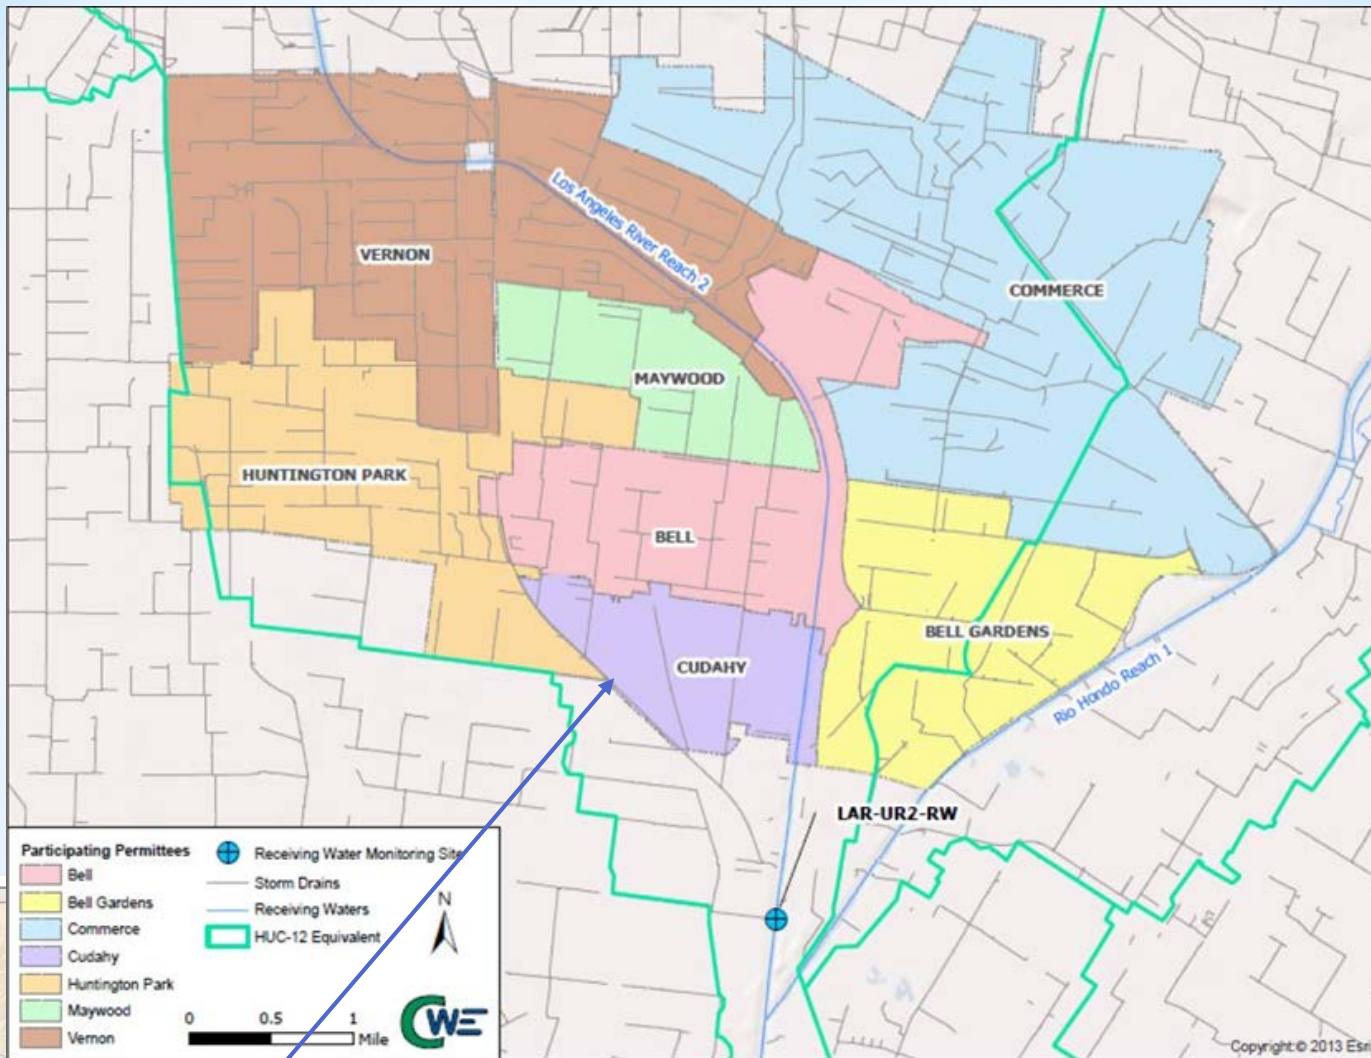 Los Angeles River Reach 2
VERNON
COMMERCE
MAYWOOD
HUNTINGTON PARK
BELL
BELL GARDENS
CUDAHY
Rio Hondo Reach 1
LAR-UR2-RW
Participating Permittees
Bell
Bell Gardens
Commerce
Cudahy
Huntington Park
Maywood
Vernon
Receiving Water Monitoring Site
Storm Drains
Receiving Waters
HUC-12 Equivalent
N
0 0.5 1
Mile
CWE
Copyright:© 2013 Esri